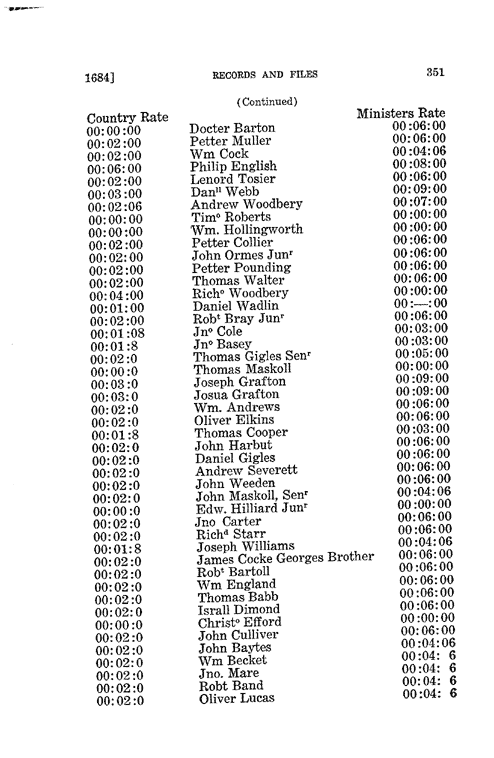 1684] RECORDS AND FILES 351
(Continued)
Country Rate Ministers Rate
00:00:00 Docter Barton 00:06:00
00:02:00 Petter Muller 00:06:00
00:02:00 Wm Cock 00:04:06
00:06:00 Philip English 00:08:00
00:02:00 Lenord Tosier 00:06:00
00:03:00 Danˡˡ Webb 00:09:00
00:02:06 Andrew Woodbery 00:07:00
00:00:00 Timᵒ Roberts 00:00:00
00:00:00 Wm. Hollingworth 00:00:00
00:02:00 Petter Collier 00:06:00
00:02:00 John Ormes Junʳ 00:06:00
00:02:00 Petter Pounding 00:06:00
00:02:00 Thomas Walter 00:06:00
00:04:00 Richᵒ Woodbery 00:00:00
00:01:00 Daniel Wadlin 00:—:00
00:02:00 Robᵗ Bray Junʳ 00:06:00
00:01:08 Jnᵒ Cole 00:03:00
00:01:8 Jnᵒ Basey 00:03:00
00:02:0 Thomas Gigles Senʳ 00:05:00
00:00:0 Thomas Maskoll 00:00:00
00:03:0 Joseph Grafton 00:09:00
00:03:0 Josua Grafton 00:09:00
00:02:0 Wm. Andrews 00:06:00
00:02:0 Oliver Elkins 00:06:00
00:01:8 Thomas Cooper 00:03:00
00:02:0 John Harbut 00:06:00
00:02:0 Daniel Gigles 00:06:00
00:02:0 Andrew Severett 00:06:00
00:02:0 John Weeden 00:06:00
00:02:0 John Maskoll, Senʳ 00:04:06
00:00:0 Edw. Hilliard Junʳ 00:00:00
00:02:0 Jno Carter 00:06:00
00:02:0 Richᵈ Starr 00:06:00
00:01:8 Joseph Williams 00:04:06
00:02:0 James Cocke Georges Brother 00:06:00
00:02:0 Robᵗ Bartoll 00:06:00
00:02:0 Wm England 00:06:00
00:02:0 Thomas Babb 00:06:00
00:02:0 Israll Dimond 00:06:00
00:00:0 Christᵒ Efford 00:00:00
00:02:0 John Culliver 00:06:00
00:02:0 John Baytes 00:04:06
00:02:0 Wm Becket 00:04: 6
00:02:0 Jno. Mare 00:04: 6
00:02:0 Robt Band 00:04: 6
00:02:0 Oliver Lucas 00:04: 6